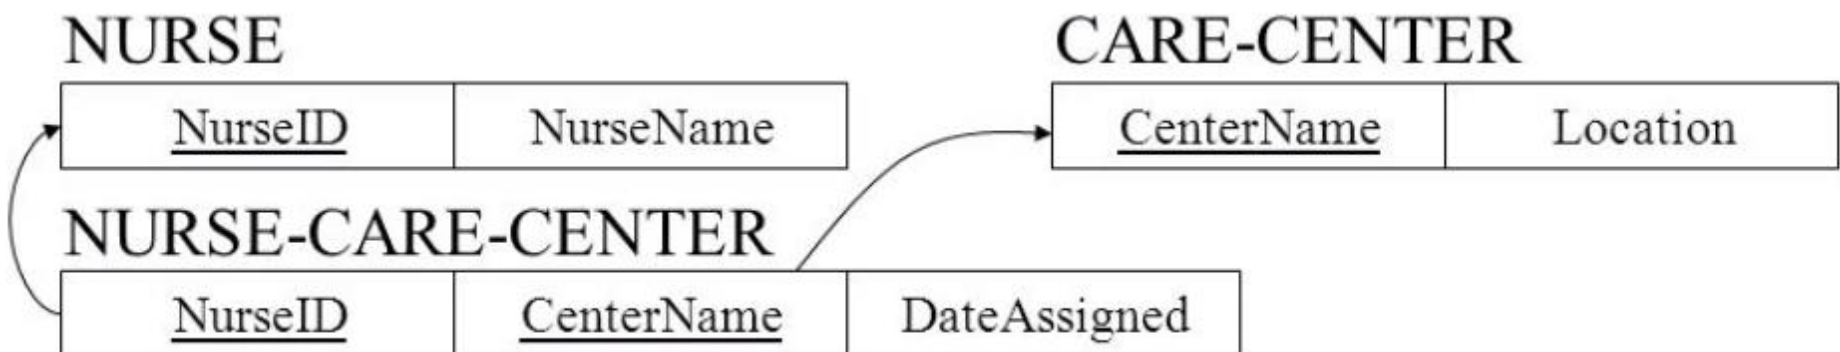 NURSE
CARE-CENTER
NurseID NurseName
CenterName Location
NURSE-CARE-CENTER
NurseID CenterName DateAssigned